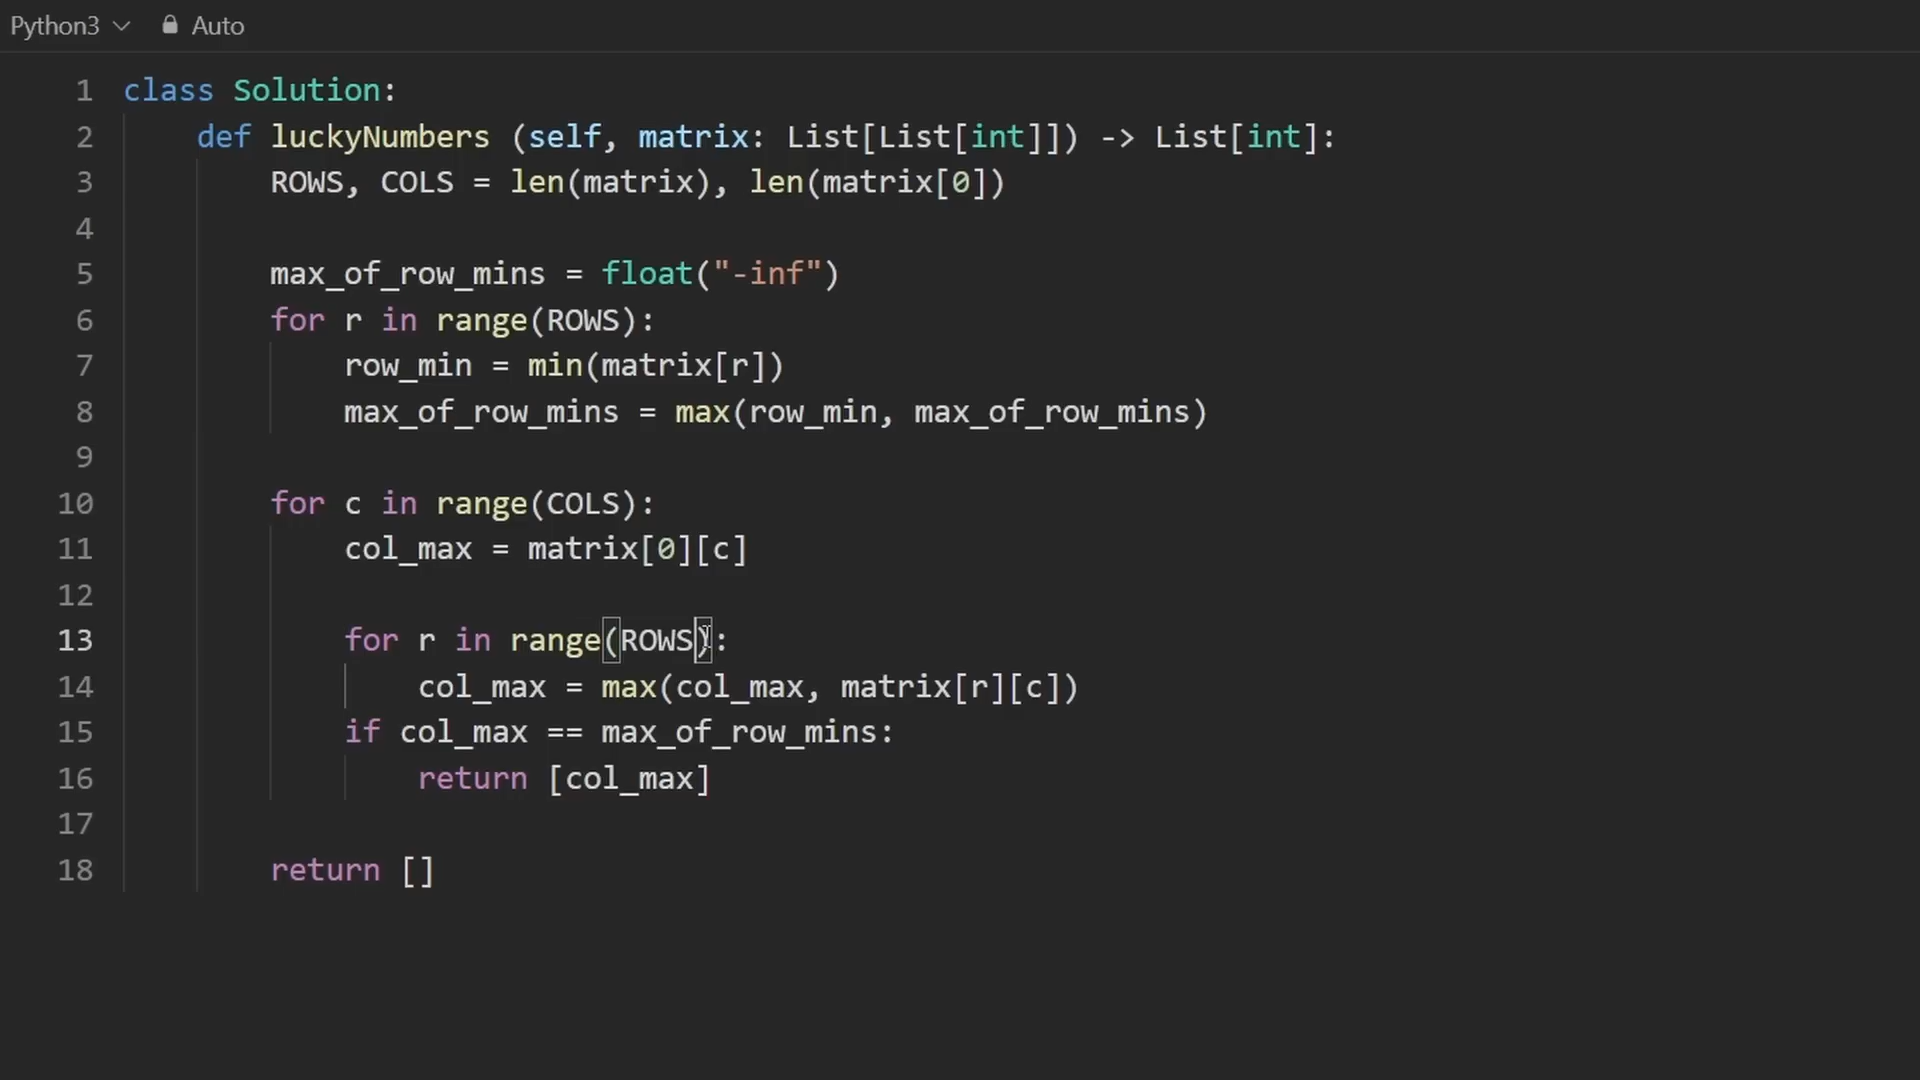 Python3 Auto
1 class Solution:
2     def luckyNumbers (self, matrix: List[List[int]]) -> List[int]:
3         ROWS, COLS = len(matrix), len(matrix[0])
4
5         max_of_row_mins = float("-inf")
6         for r in range(ROWS):
7             row_min = min(matrix[r])
8             max_of_row_mins = max(row_min, max_of_row_mins)
9
10         for c in range(COLS):
11             col_max = matrix[0][c]
12
13             for r in range(ROWS):
14                 col_max = max(col_max, matrix[r][c])
15             if col_max == max_of_row_mins:
16                 return [col_max]
17
18         return []